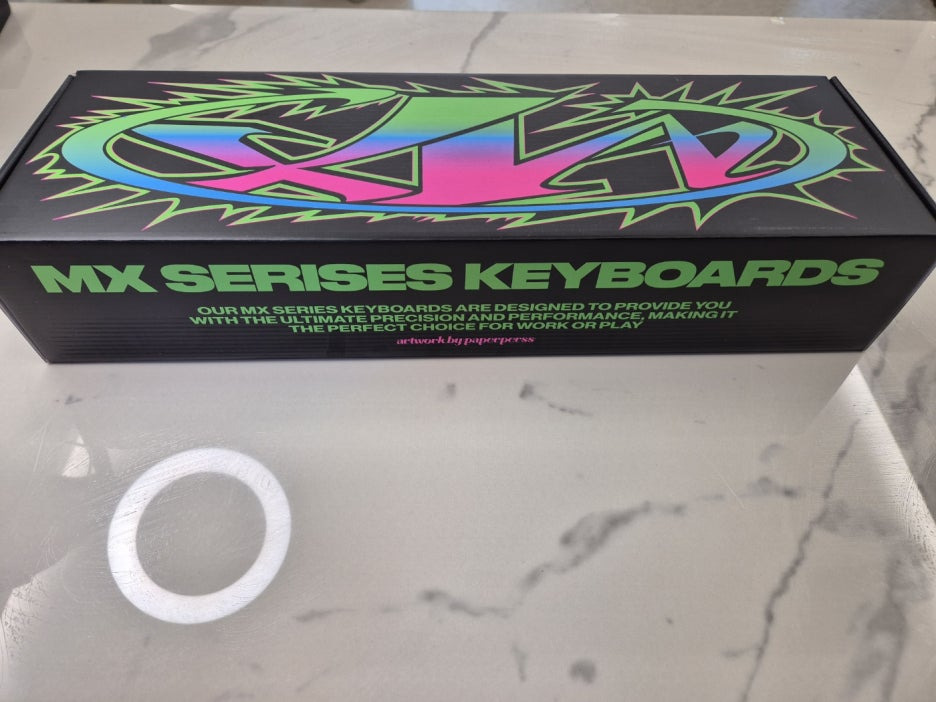 MX SERISES KEYBOARDS
OUR MX SERIES KEYBOARDS ARE DESIGNED TO PROVIDE YOU
WITH THE ULTIMATE PRECISION AND PERFORMANCE, MAKING IT
THE PERFECT CHOICE FOR WORK OR PLAY
artwork by paperperss